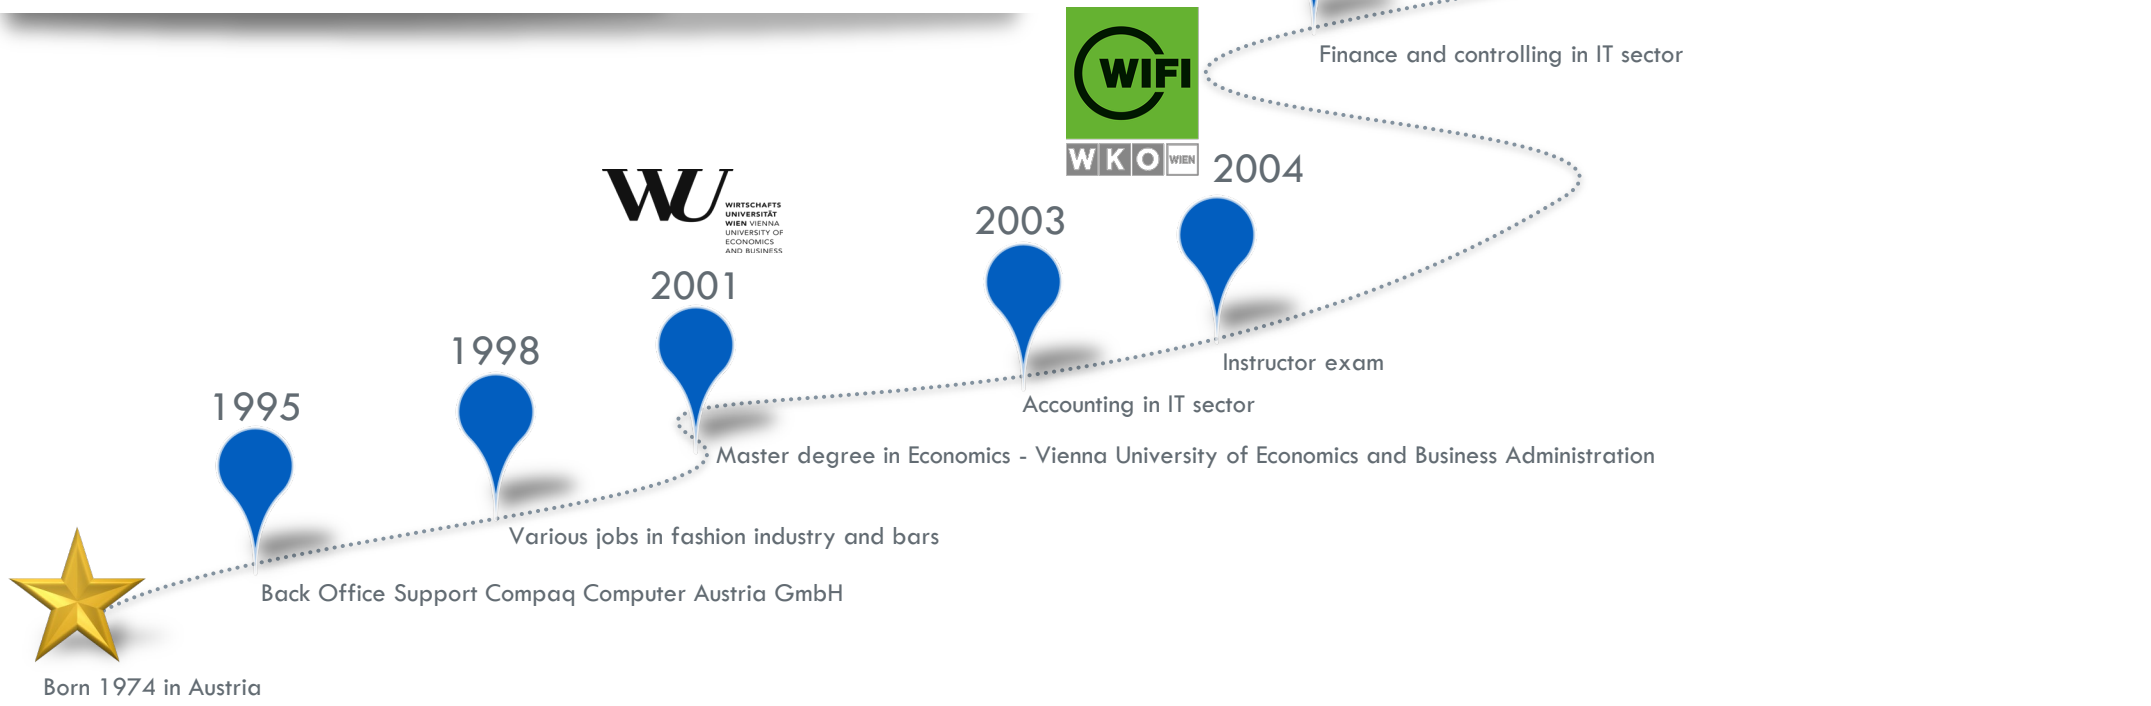 Finance and controlling in IT sector
WIFI
WKO WIEN
2004
WU
WIRTSCHAFTS
UNIVERSITÄT
WIEN VIENNA
UNIVERSITY OF
ECONOMICS
AND BUSINESS
2003
2001
1998
Instructor exam
1995
Accounting in IT sector
Master degree in Economics - Vienna University of Economics and Business Administration
Various jobs in fashion industry and bars
Back Office Support Compaq Computer Austria GmbH
Born 1974 in Austria